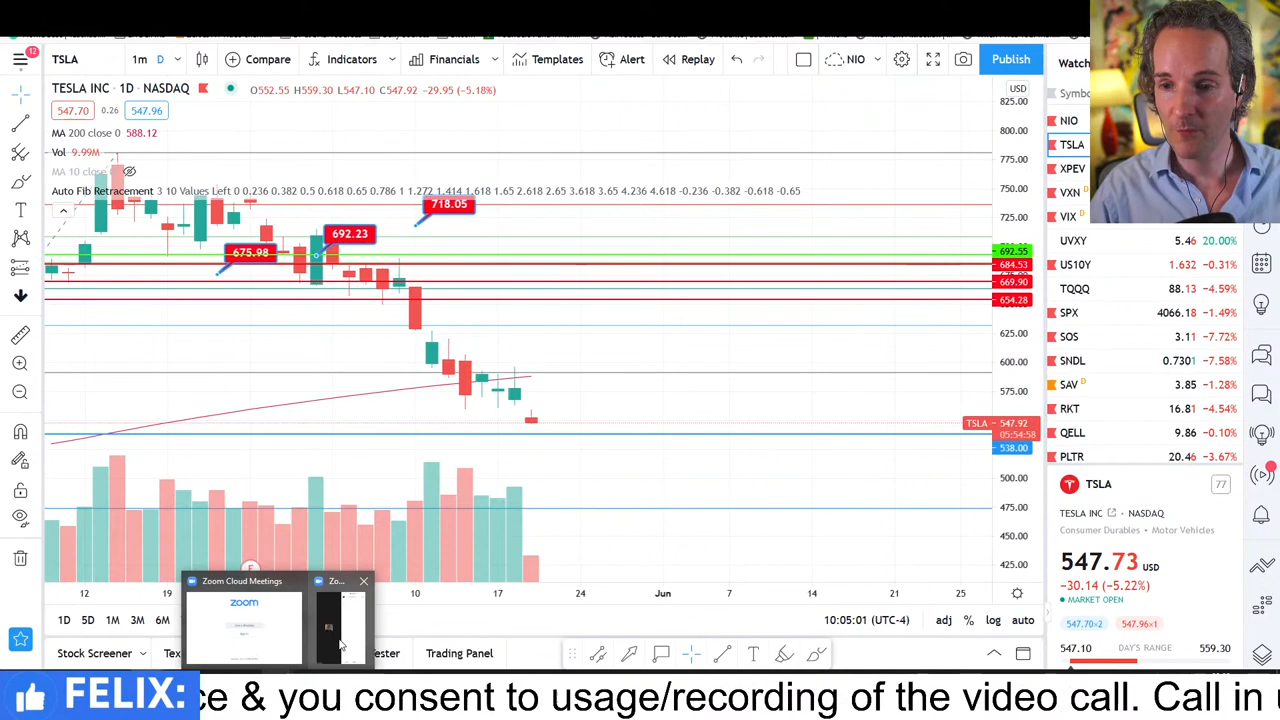 12
TSLA 1m D Compare Indicators Financials Templates Alert Replay NIO Publish
TESLA INC · 1D · NASDAQ O552.55 H559.30 L547.10 C547.92 −29.95 (−5.18%)
547.70 0.26 547.96
MA 200 close 0 588.12
Vol 9.99M
MA 10 close 0
Auto Fib Retracement 3 10 Values Left 0 0.236 0.382 0.5 0.618 0.65 0.786 1 1.272 1.414 1.618 1.65 2.618 2.65 3.618 3.65 4.236 4.618 -0.236 -0.382 -0.618 -0.65
718.05
692.23
675.98
USD
825.00
800.00
775.00
750.00
725.00
692.55
684.53
669.90
654.28
625.00
600.00
575.00
TSLA 547.92
05:54:58
538.00
500.00
475.00
450.00
425.00
E
12 19 10 17 24 Jun 7 14 21 25
Zoom Cloud Meetings Zo...
zoom
1D 5D 1M 3M 6M 10:05:01 (UTC-4) adj % log auto
Stock Screener Tex ester Trading Panel
Watch
Symbo
NIO
TSLA
XPEV
VXN D
VIX D
UVXY 5.46 20.00%
US10Y 1.632 −0.31%
TQQQ 88.13 −4.59%
SPX 4066.18 −1.49%
SOS 3.11 −7.72%
SNDL 0.7301 −7.58%
SAV D 3.85 −1.28%
RKT 16.81 −4.54%
QELL 9.86 −0.10%
PLTR 20.46 −3.67%
TSLA 77
TESLA INC · NASDAQ
Consumer Durables • Motor Vehicles
547.73 USD
−30.14 (−5.22%)
MARKET OPEN
547.70×2 547.96×1
547.10 DAY'S RANGE 559.30
FELIX: ce & you consent to usage/recording of the video call. Call in u